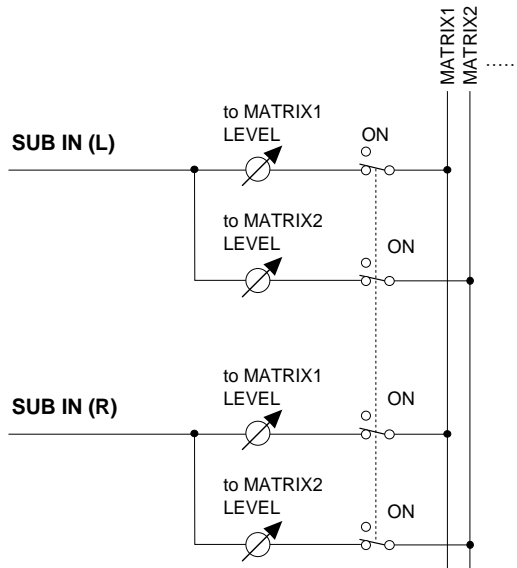 MATRIX1
MATRIX2
.....
to MATRIX1
LEVEL
ON
SUB IN (L)
to MATRIX2
LEVEL
ON
to MATRIX1
LEVEL
ON
SUB IN (R)
to MATRIX2
LEVEL
ON